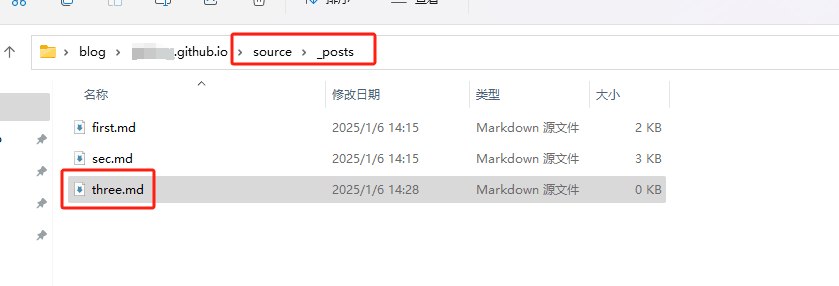 blog › .github.io › source › _posts
名称 修改日期 类型 大小
first.md 2025/1/6 14:15 Markdown 源文件 2 KB
sec.md 2025/1/6 14:15 Markdown 源文件 3 KB
three.md 2025/1/6 14:28 Markdown 源文件 0 KB